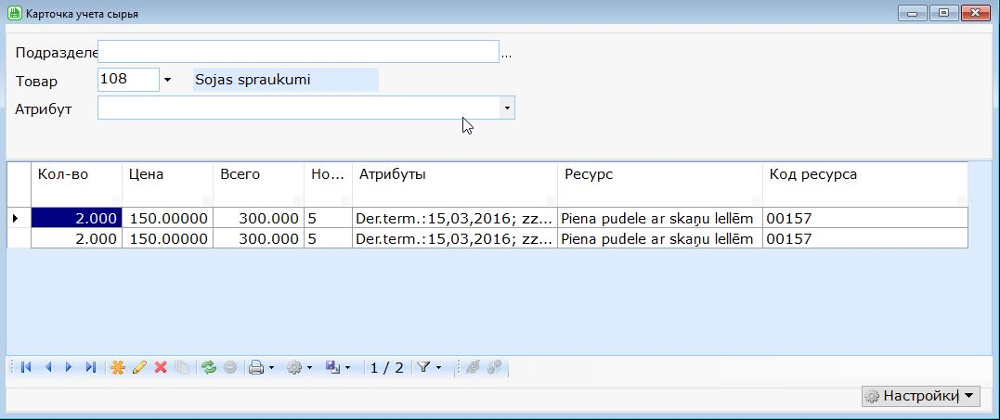 Карточка учета сырья
Подразделе ...
Товар 108 Sojas spraukumi
Атрибут
Кол-во Цена Всего Но... Атрибуты Ресурс Код ресурса
2.000 150.00000 300.000 5 Der.term.:15,03,2016; zz... Piena pudele ar skaņu lellēm 00157
2.000 150.00000 300.000 5 Der.term.:15,03,2016; zz... Piena pudele ar skaņu lellēm 00157
1 / 2
Настройки